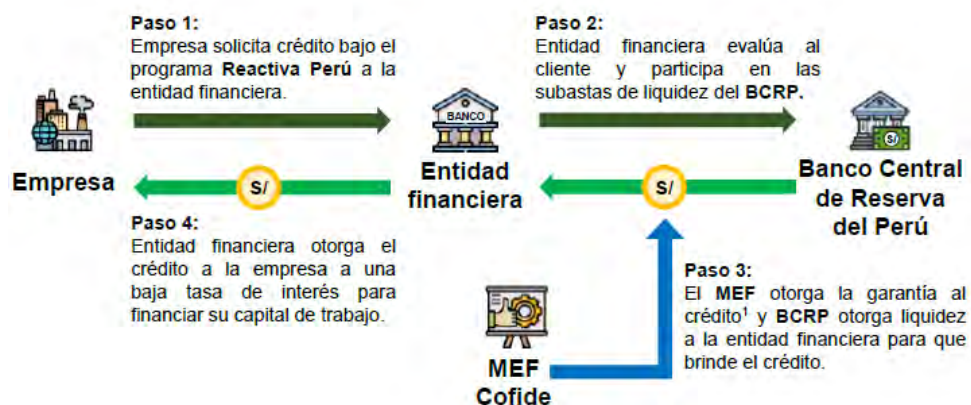 Paso 1:
Empresa solicita crédito bajo el
programa Reactiva Perú a la
entidad financiera.
Paso 2:
Entidad financiera evalúa al
cliente y participa en las
subastas de liquidez del BCRP.
BANCO
S/
Empresa
S/
Entidad
financiera
S/
Banco Central
de Reserva
del Perú
Paso 4:
Entidad financiera otorga el
crédito a la empresa a una
baja tasa de interés para
financiar su capital de trabajo.
Paso 3:
El MEF otorga la garantía al
crédito¹ y BCRP otorga liquidez
a la entidad financiera para que
brinde el crédito.
MEF
Cofide